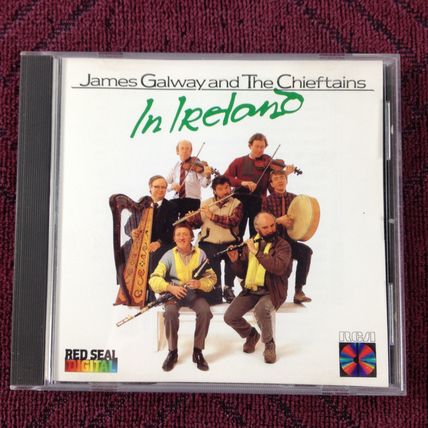 James Galway and The Chieftains
In Ireland
RED SEAL
DIGITAL
RCA